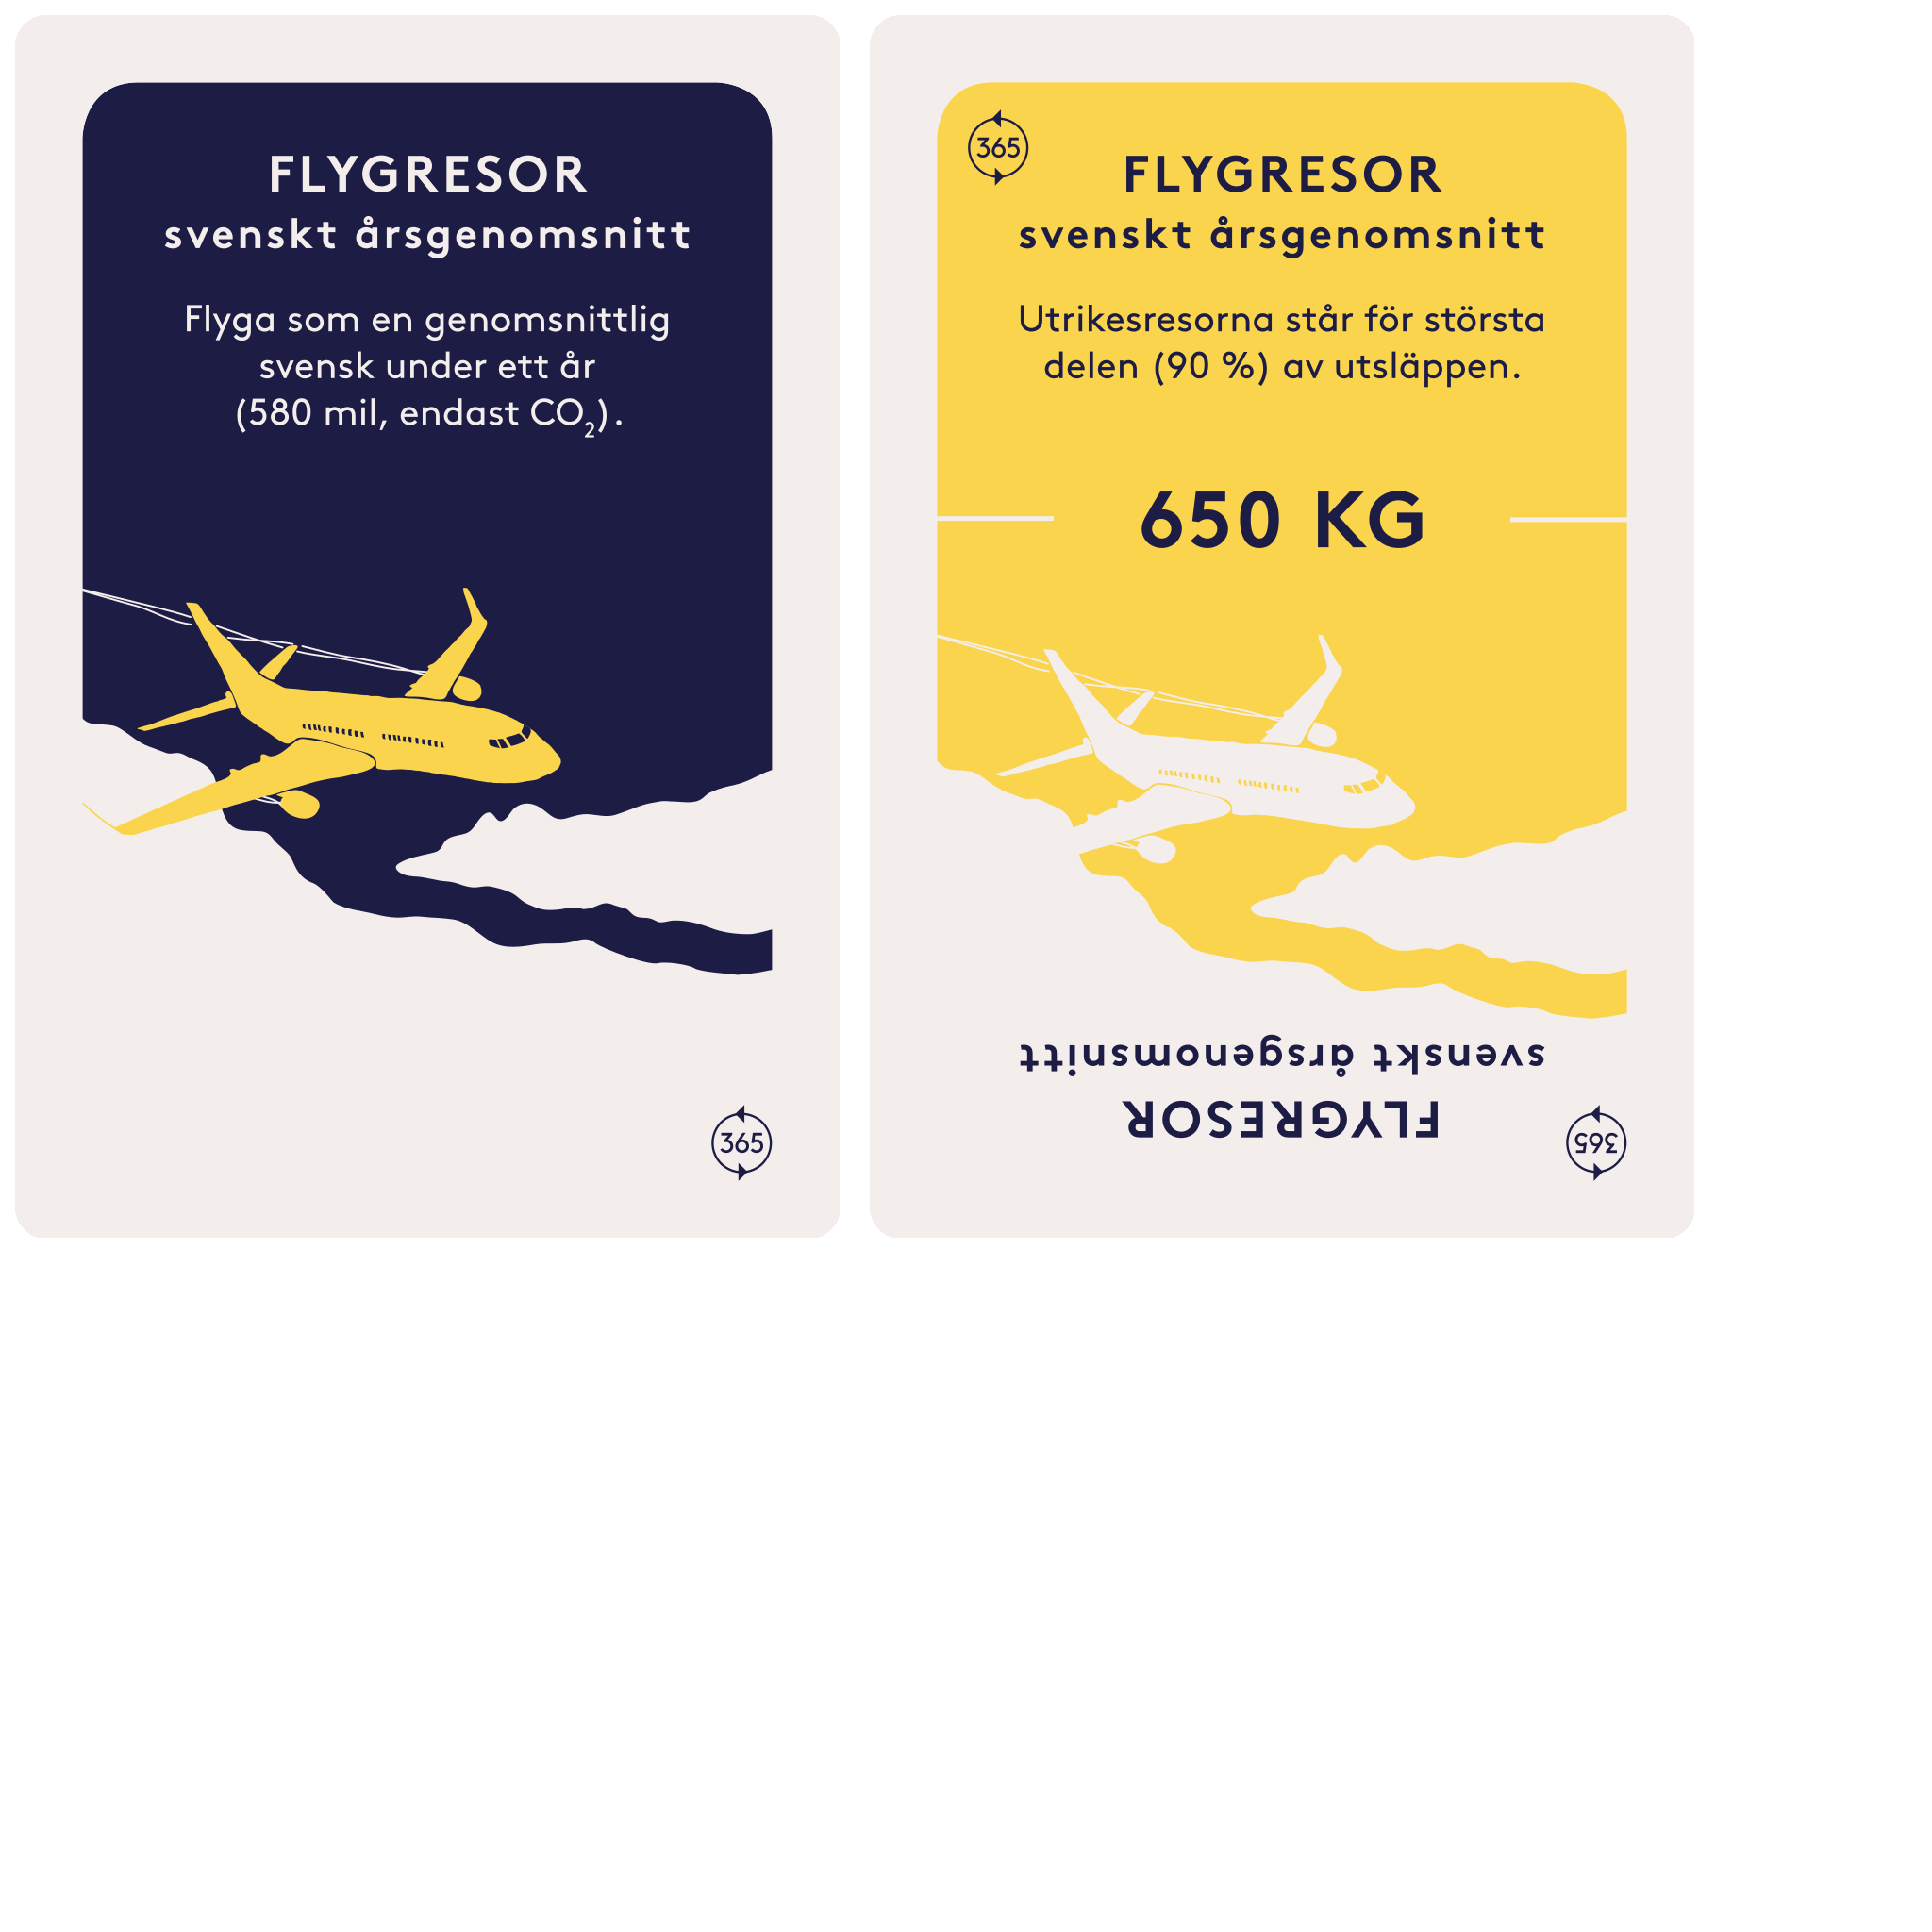 FLYGRESOR
svenskt årsgenomsnitt
Flyga som en genomsnittlig
svensk under ett år
(580 mil, endast CO₂).
365
365
FLYGRESOR
svenskt årsgenomsnitt
Utrikesresorna står för största
delen (90 %) av utsläppen.
650 KG
svenskt årsgenomsnitt
FLYGRESOR
365